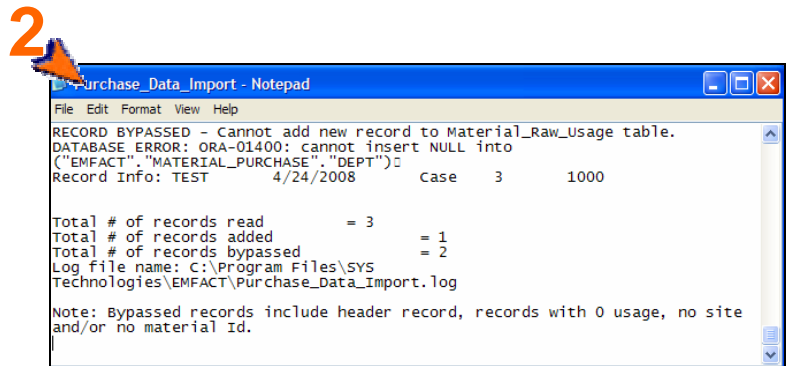 2
Purchase_Data_Import - Notepad
File Edit Format View Help
RECORD BYPASSED - Cannot add new record to Material_Raw_Usage table.
DATABASE ERROR: ORA-01400: cannot insert NULL into
("EMFACT"."MATERIAL_PURCHASE"."DEPT")▯
Record Info: TEST 4/24/2008 Case 3 1000
Total # of records read = 3
Total # of records added = 1
Total # of records bypassed = 2
Log file name: C:\Program Files\SYS
Technologies\EMFACT\Purchase_Data_Import.log
Note: Bypassed records include header record, records with 0 usage, no site
and/or no material Id.